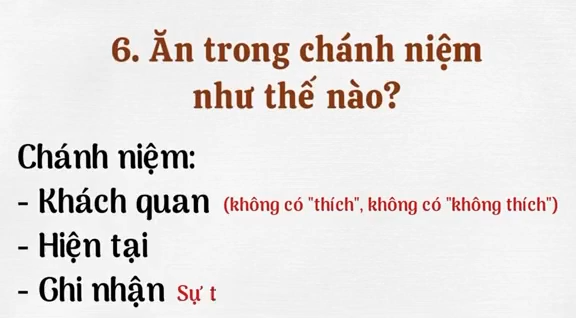 6. Ăn trong chánh niệm
như thế nào?
Chánh niệm:
- Khách quan (không có "thích", không có "không thích")
- Hiện tại
- Ghi nhận Sự t